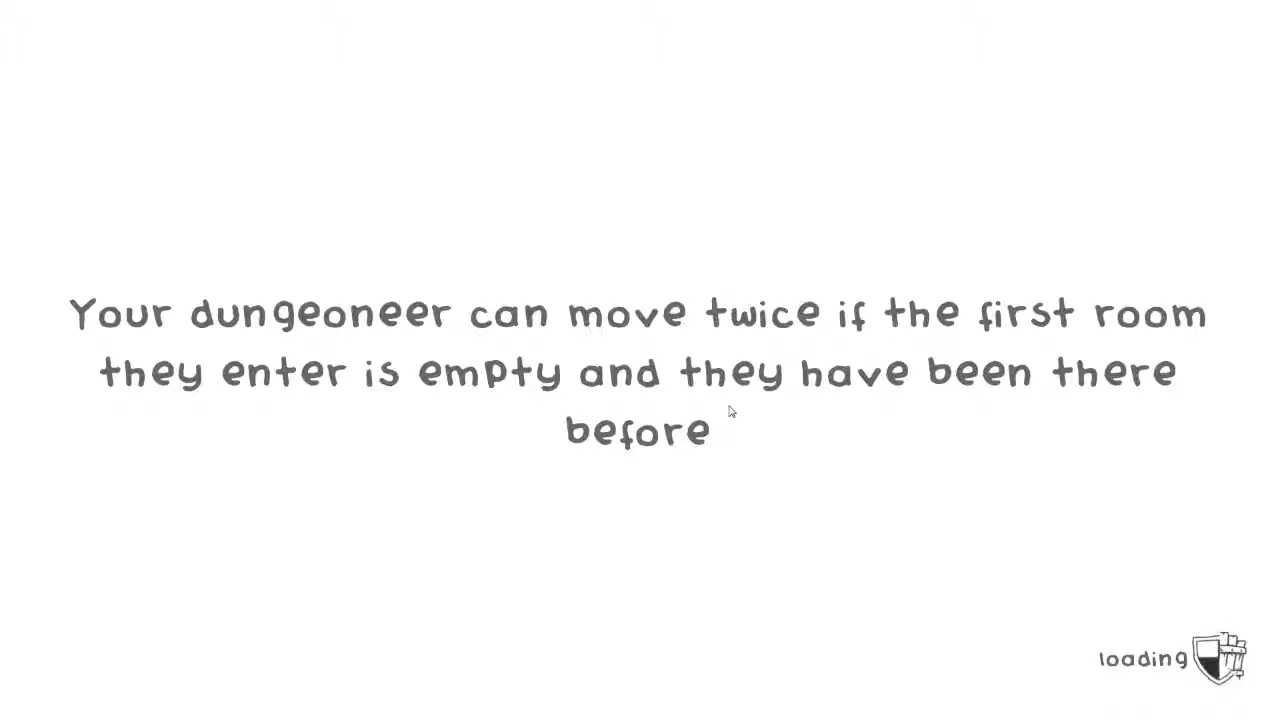 Your dungeoneer can move twice if the first room
they enter is empty and they have been there
before
loading